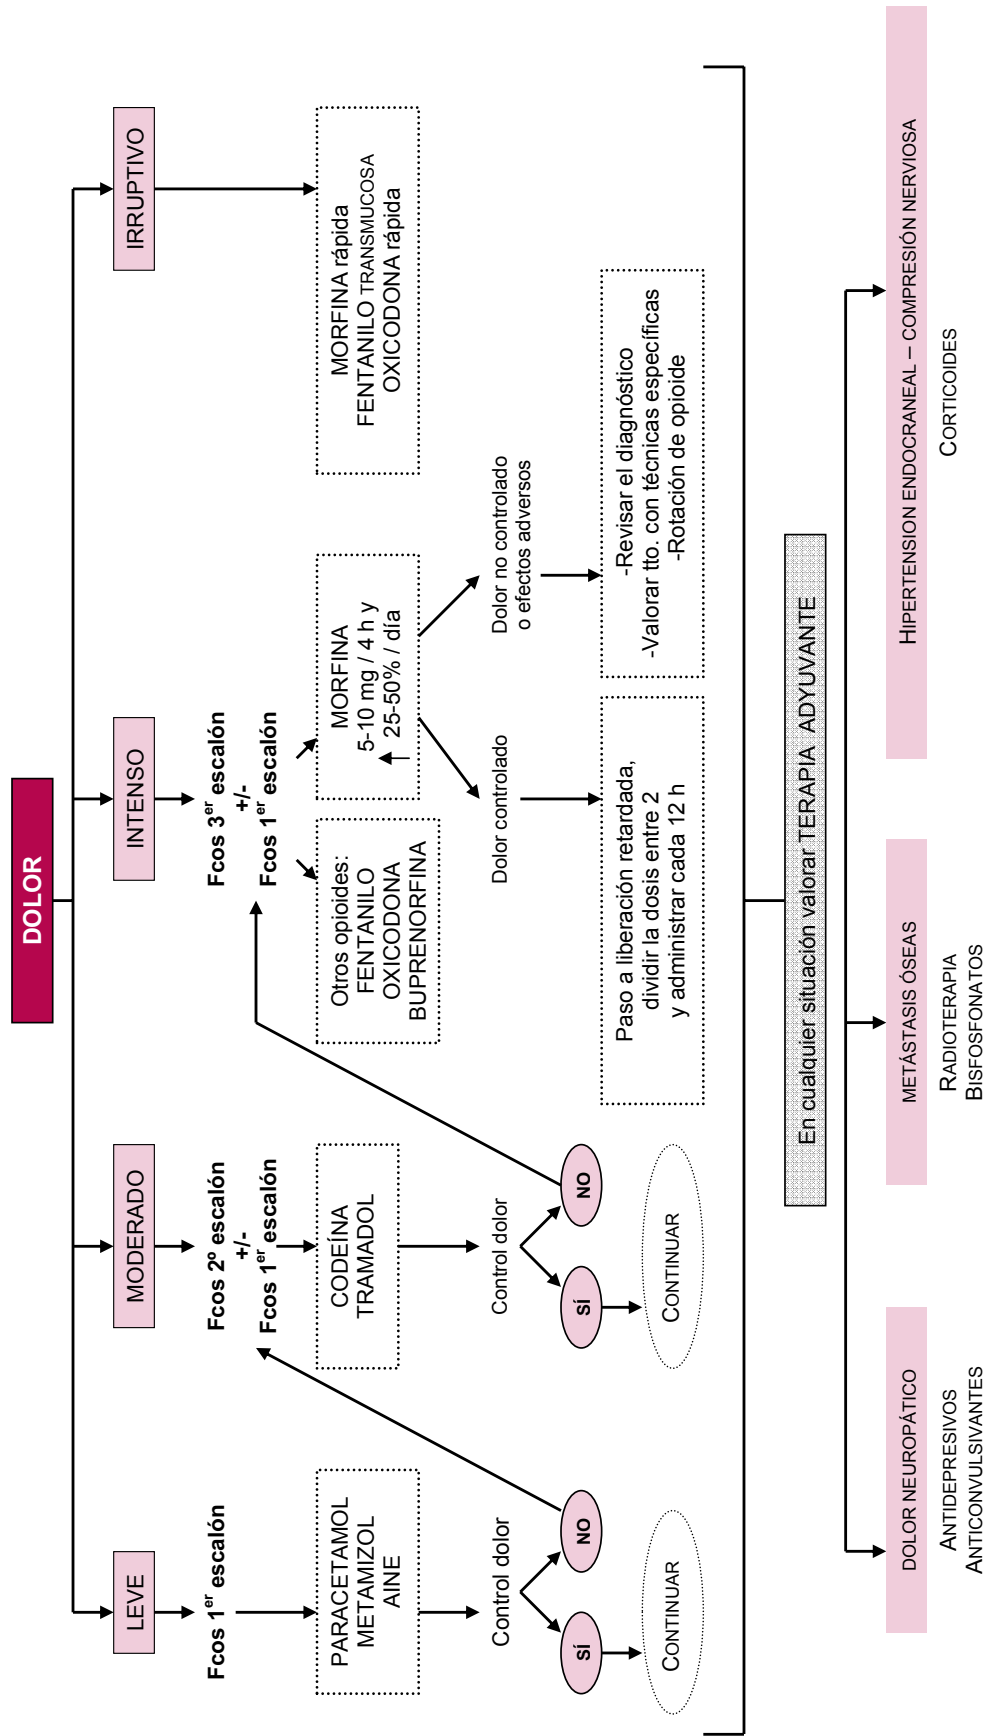 DOLOR
LEVE
MODERADO
INTENSO
IRRUPTIVO
Fcos 1er escalón
PARACETAMOL
METAMIZOL
AINE
Control dolor
SÍ
NO
CONTINUAR
Fcos 2º escalón
+/-
Fcos 1er escalón
CODEÍNA
TRAMADOL
Control dolor
SÍ
NO
CONTINUAR
Fcos 3er escalón
+/-
Fcos 1er escalón
Otros opioides:
FENTANILO
OXICODONA
BUPRENORFINA
MORFINA
5-10 mg / 4 h y
↑ 25-50% / día
Dolor controlado
Paso a liberación retardada,
dividir la dosis entre 2
y administrar cada 12 h
Dolor no controlado
o efectos adversos
-Revisar el diagnóstico
-Valorar tto. con técnicas específicas
-Rotación de opioide
MORFINA rápida
FENTANILO TRANSMUCOSA
OXICODONA rápida
En cualquier situación valorar TERAPIA ADYUVANTE
DOLOR NEUROPÁTICO
ANTIDEPRESIVOS
ANTICONVULSIVANTES
METÁSTASIS ÓSEAS
RADIOTERAPIA
BISFOSFONATOS
HIPERTENSION ENDOCRANEAL – COMPRESIÓN NERVIOSA
CORTICOIDES